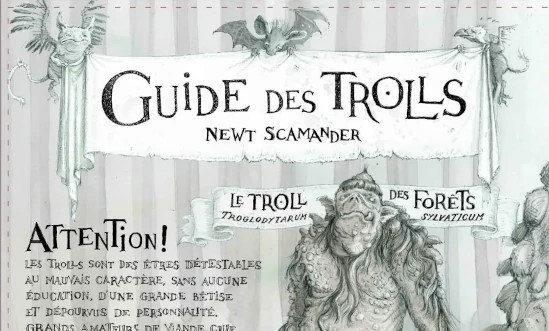 GUIDE DES TROLLS
NEWT SCAMANDER
LE TROLL DES FORÊTS
TROGLODYTARUM SYLVATICUM
ATTENTION!
LES TROLLS SONT DES ÊTRES DÉTESTABLES
AU MAUVAIS CARACTÈRE, SANS AUCUNE
ÉDUCATION, D'UNE GRANDE BÊTISE
ET DÉPOURVUS DE PERSONNALITÉ.
GRANDS AMATEURS DE VIANDE CRUE